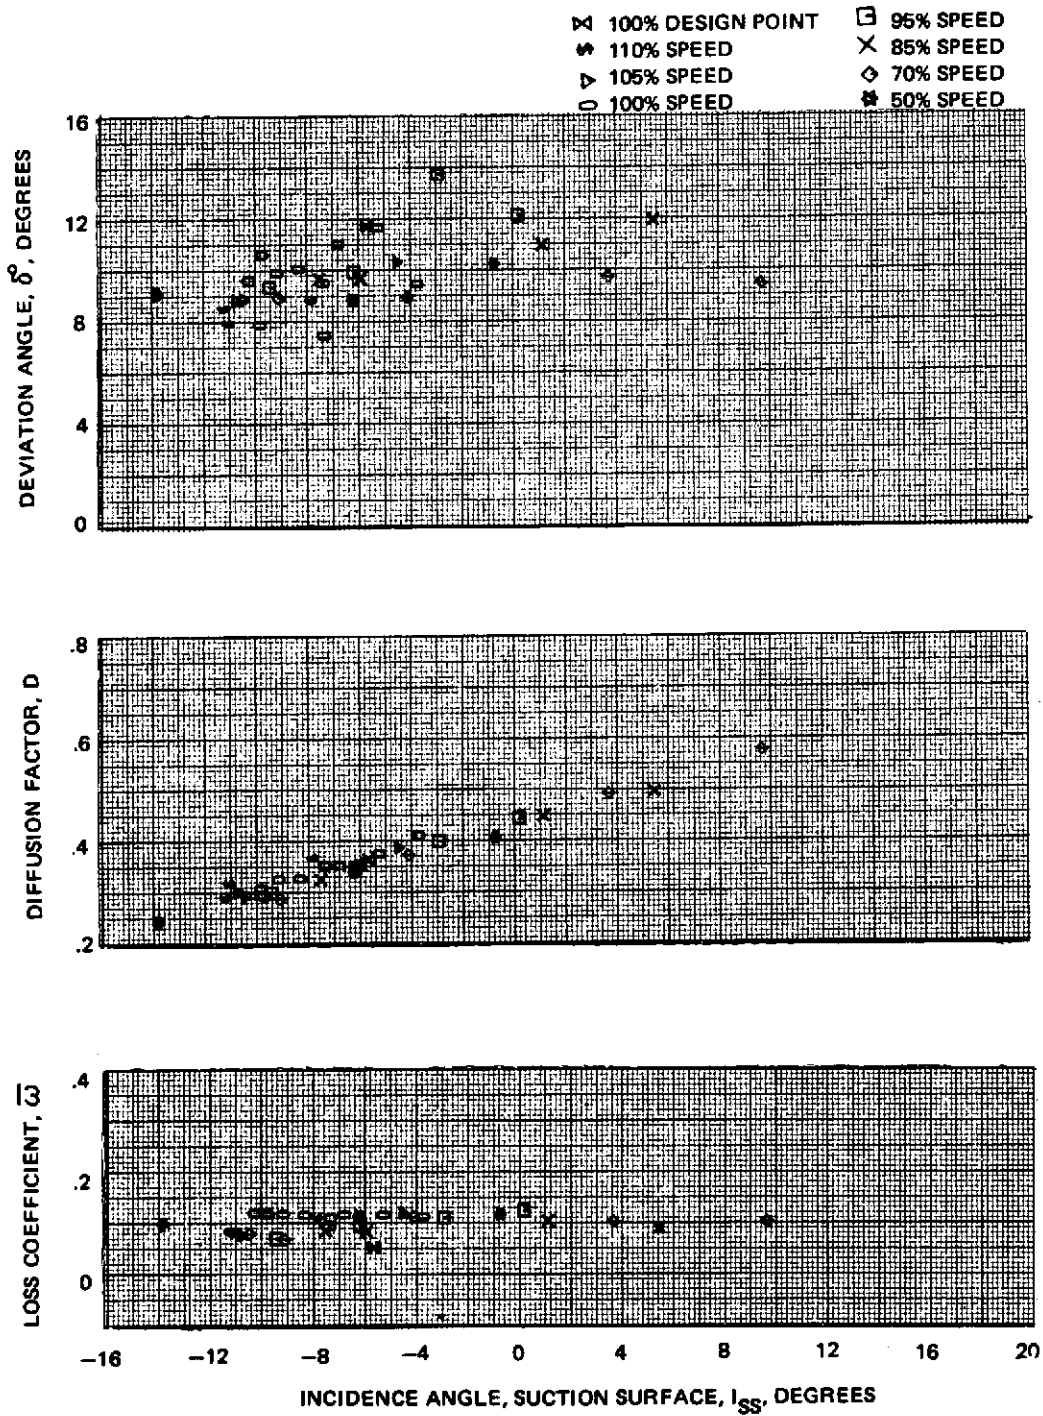 100% DESIGN POINT
110% SPEED
105% SPEED
100% SPEED
95% SPEED
85% SPEED
70% SPEED
50% SPEED
DEVIATION ANGLE, δ°, DEGREES
16
12
8
4
0
DIFFUSION FACTOR, D
.8
.6
.4
.2
LOSS COEFFICIENT, ω̅
.4
.2
0
−16 −12 −8 −4 0 4 8 12 16 20
INCIDENCE ANGLE, SUCTION SURFACE, ISS, DEGREES